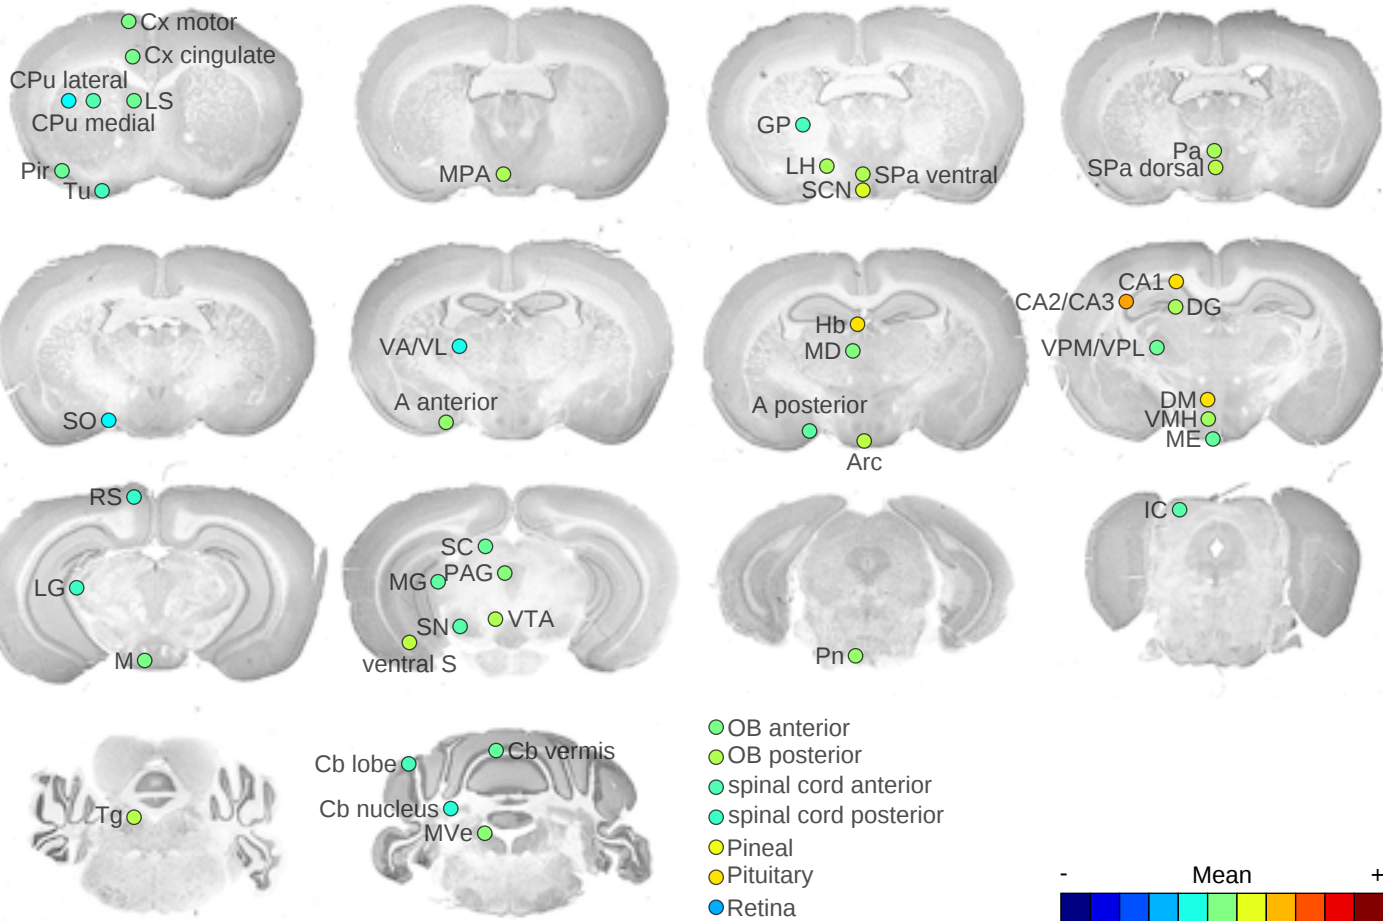 Cx motor
Cx cingulate
CPu lateral
LS
CPu medial
Pir
Tu
MPA
GP
LH
SPa ventral
SCN
Pa
SPa dorsal
SO
VA/VL
A anterior
Hb
MD
A posterior
Arc
CA1
CA2/CA3
DG
VPM/VPL
DM
VMH
ME
RS
LG
M
SC
MG
PAG
SN
VTA
ventral S
Pn
IC
Tg
Cb lobe
Cb vermis
Cb nucleus
MVe
OB anterior
OB posterior
spinal cord anterior
spinal cord posterior
Pineal
Pituitary
Retina
- Mean +